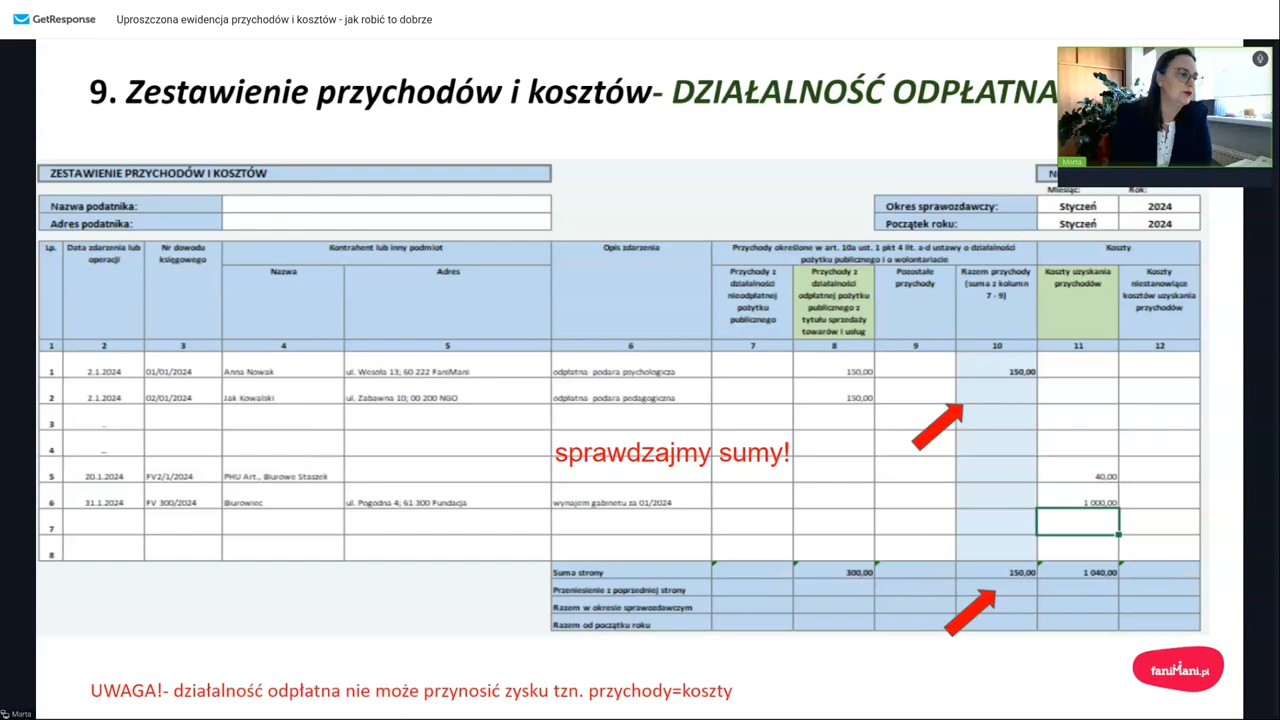 GetResponse Uproszczona ewidencja przychodów i kosztów - jak robić to dobrze
9. Zestawienie przychodów i kosztów- DZIAŁALNOŚĆ ODPŁATNA
Marta
ZESTAWIENIE PRZYCHODÓW I KOSZTÓW
Miesiąc: Rok:
Nazwa podatnika: Okres sprawozdawczy: Styczeń 2024
Adres podatnika: Początek roku: Styczeń 2024
Lp. Data zdarzenia lub operacji Nr dowodu księgowego Kontrahent lub inny podmiot Opis zdarzenia Przychody określone w art. 10a ust. 1 pkt 4 lit. a-d ustawy o działalności pożytku publicznego i o wolontariacie Koszty
Nazwa Adres Przychody z działalności nieodpłatnej pożytku publicznego Przychody z działalności odpłatnej pożytku publicznego z tytułu sprzedaży towarów i usług Pozostałe przychody Razem przychody (suma z kolumn 7 - 9) Koszty uzyskania przychodów Koszty niestanowiące kosztów uzyskania przychodów
1 2 3 4 5 6 7 8 9 10 11 12
1 2.1.2024 01/01/2024 Anna Nowak ul. Wesoła 13; 60 222 FaniMani odpłatna podara psychologicza 150,00 150,00
2 2.1.2024 02/01/2024 Jak Kowalski ul. Zabawna 10; 00 200 NGO odpłatna podara pedagogiczna 150,00
3 ...
4 ...
sprawdzajmy sumy!
5 20.1.2024 FV2/1/2024 PHU Art., Biurowe Staszek 40,00
6 31.1.2024 FV 300/2024 Biurowiec ul. Pogodna 4; 61 300 Fundacja wynajem gabinetu za 01/2024 1 000,00
7
8
Suma strony 300,00 150,00 1 040,00
Przeniesienie z poprzedniej strony
Razem w okresie sprawozdawczym
Razem od początku roku
faniMani.pl
UWAGA!- działalność odpłatna nie może przynosić zysku tzn. przychody=koszty
Marta